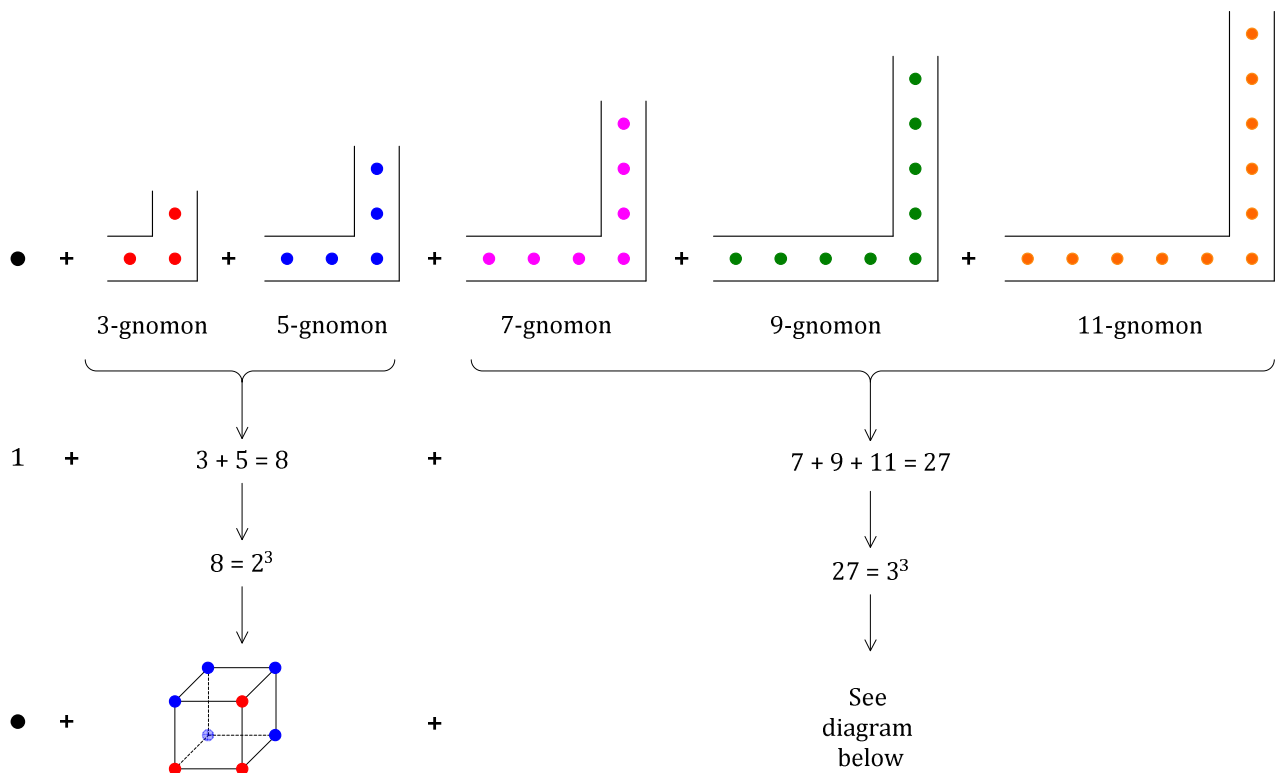 + + + + +
3-gnomon 5-gnomon 7-gnomon 9-gnomon 11-gnomon
1 + 3 + 5 = 8 + 7 + 9 + 11 = 27
8 = 2³ 27 = 3³
+ +
See
diagram
below